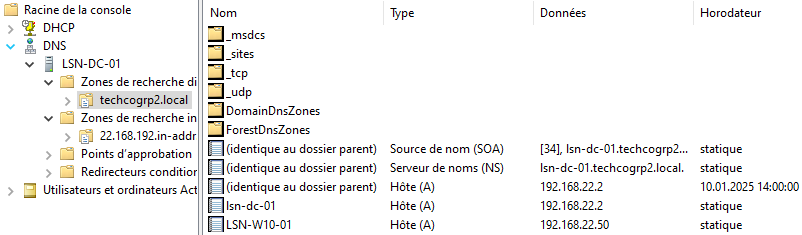 Racine de la console
DHCP
DNS
LSN-DC-01
Zones de recherche di
techcogrp2.local
Zones de recherche in
22.168.192.in-addr
Points d'approbation
Redirecteurs condition
Utilisateurs et ordinateurs Act
Nom Type Données Horodateur
_msdcs
_sites
_tcp
_udp
DomainDnsZones
ForestDnsZones
(identique au dossier parent) Source de nom (SOA) [34], lsn-dc-01.techcogrp2... statique
(identique au dossier parent) Serveur de noms (NS) lsn-dc-01.techcogrp2.local. statique
(identique au dossier parent) Hôte (A) 192.168.22.2 10.01.2025 14:00:00
lsn-dc-01 Hôte (A) 192.168.22.2 statique
LSN-W10-01 Hôte (A) 192.168.22.50 statique